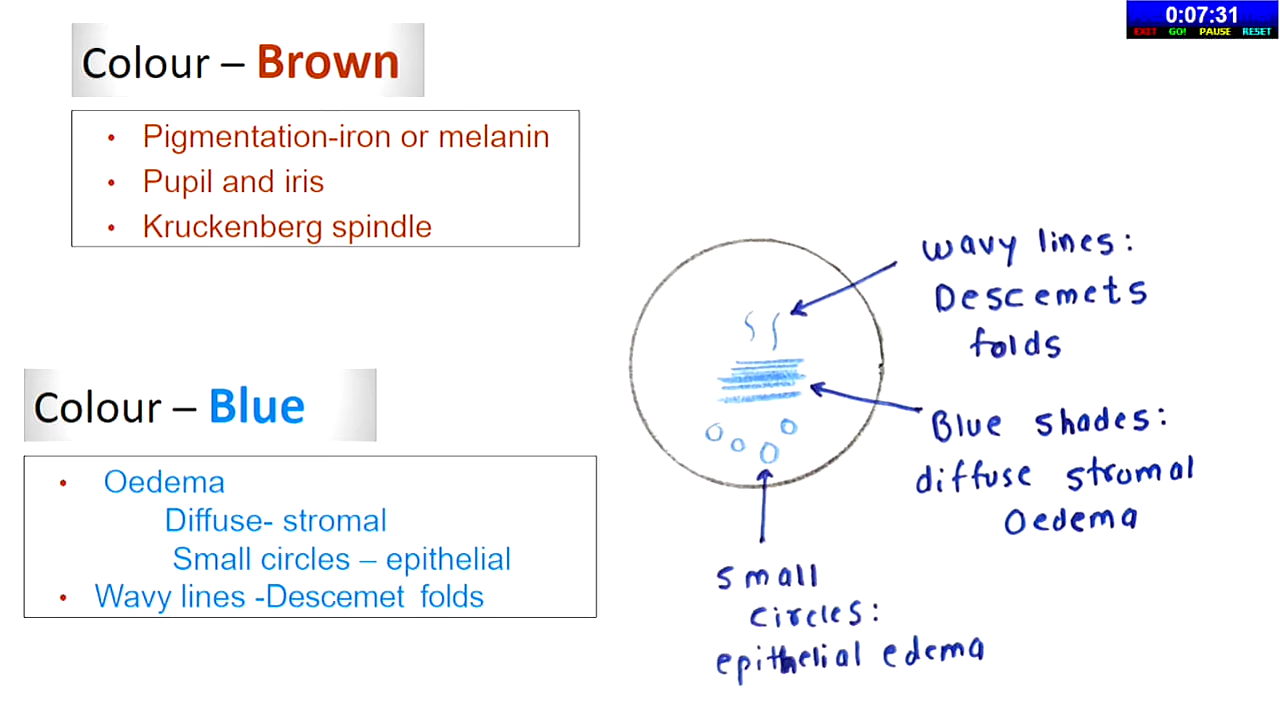 0:07:31
EXIT GO! PAUSE RESET
Colour – Brown
• Pigmentation-iron or melanin
• Pupil and iris
• Kruckenberg spindle
Colour – Blue
• Oedema
Diffuse- stromal
Small circles – epithelial
• Wavy lines -Descemet folds
wavy lines:
Descemets
folds
Blue shades:
diffuse stromal
Oedema
small
circles:
epithelial edema